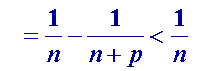 = 1/n − 1/(n + p) < 1/n